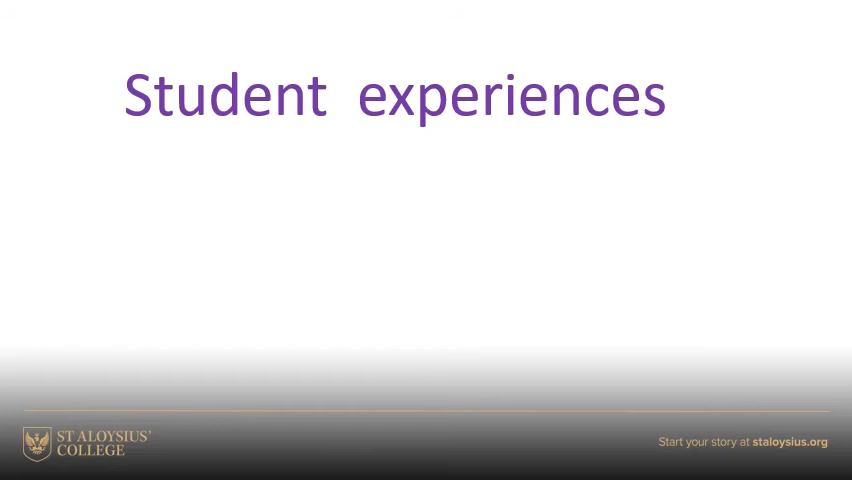 Student experiences
ST ALOYSIUS'
COLLEGE
Start your story at staloysius.org